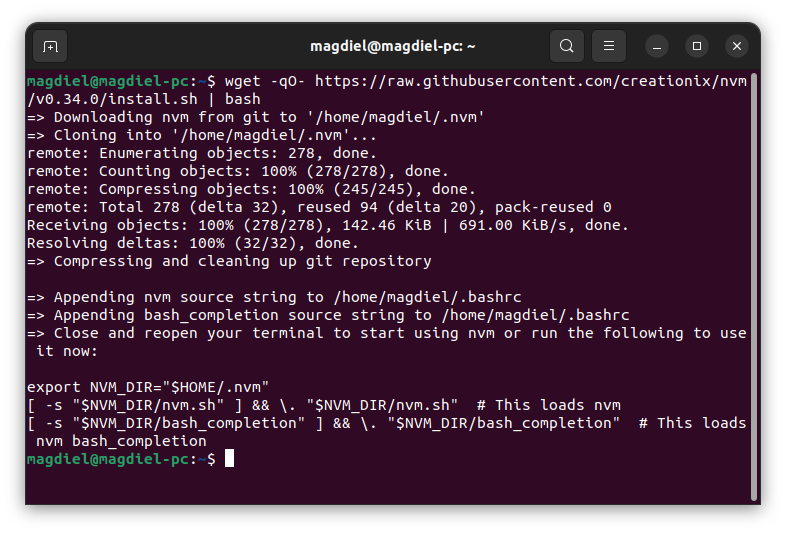 magdiel@magdiel-pc: ~
magdiel@magdiel-pc:~$ wget -qO- https://raw.githubusercontent.com/creationix/nvm
/v0.34.0/install.sh | bash
=> Downloading nvm from git to '/home/magdiel/.nvm'
=> Cloning into '/home/magdiel/.nvm'...
remote: Enumerating objects: 278, done.
remote: Counting objects: 100% (278/278), done.
remote: Compressing objects: 100% (245/245), done.
remote: Total 278 (delta 32), reused 94 (delta 20), pack-reused 0
Receiving objects: 100% (278/278), 142.46 KiB | 691.00 KiB/s, done.
Resolving deltas: 100% (32/32), done.
=> Compressing and cleaning up git repository

=> Appending nvm source string to /home/magdiel/.bashrc
=> Appending bash_completion source string to /home/magdiel/.bashrc
=> Close and reopen your terminal to start using nvm or run the following to use
 it now:

export NVM_DIR="$HOME/.nvm"
[ -s "$NVM_DIR/nvm.sh" ] && \. "$NVM_DIR/nvm.sh"  # This loads nvm
[ -s "$NVM_DIR/bash_completion" ] && \. "$NVM_DIR/bash_completion"  # This loads
 nvm bash_completion
magdiel@magdiel-pc:~$